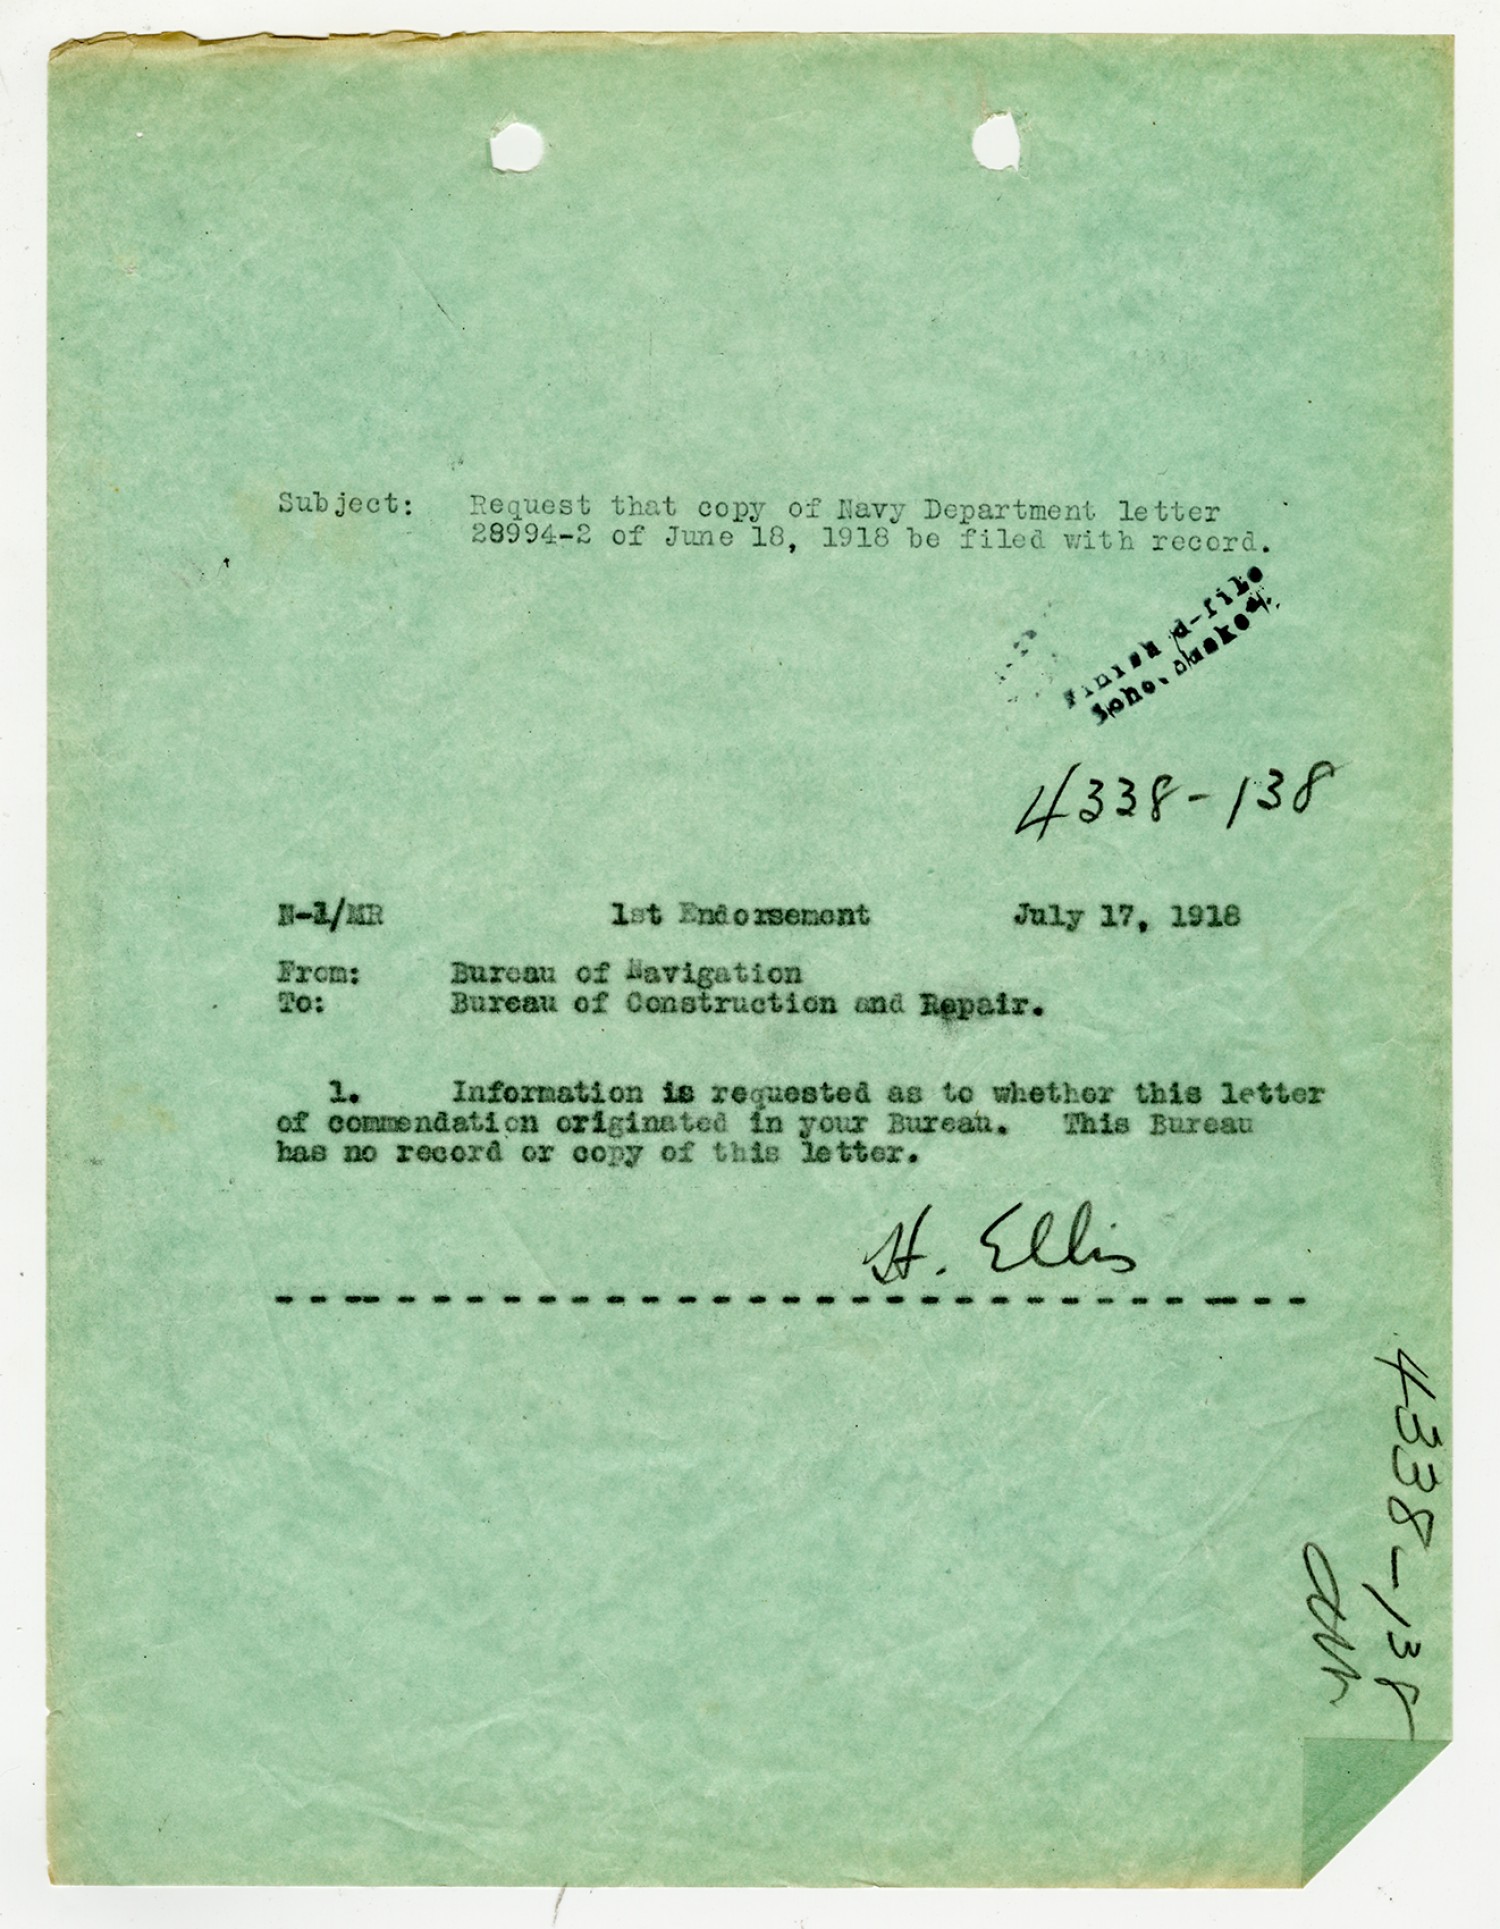 Subject: Request that copy of Navy Department letter
28994-2 of June 18, 1918 be filed with record.
4338-138
N-1/MR 1st Endorsement July 17, 1918
From: Bureau of Navigation
To: Bureau of Construction and Repair.
1. Information is requested as to whether this letter
of commendation originated in your Bureau. This Bureau
has no record or copy of this letter.
H. Ellis
4338-138